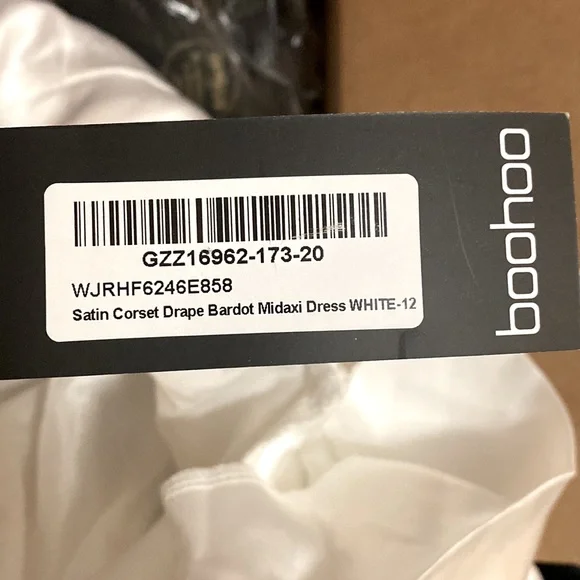 GZZ16962-173-20
WJRHF6246E858
Satin Corset Drape Bardot Midaxi Dress WHITE-12
boohoo